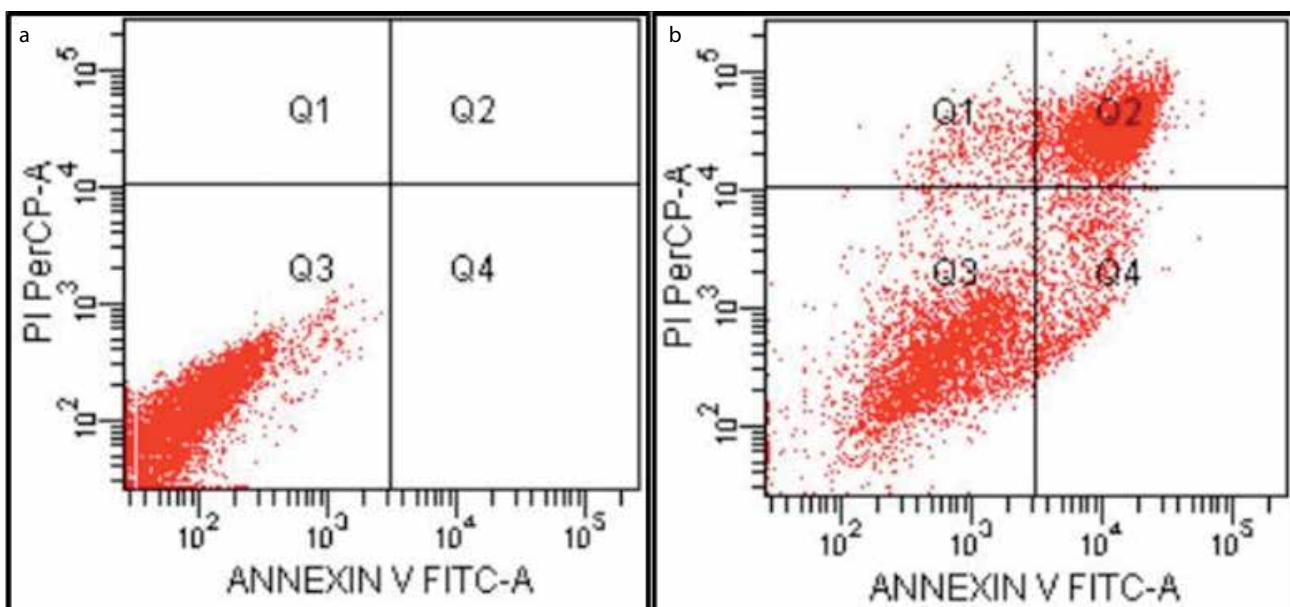 a
PI PerCP-A
10^5
10^4
10^3
10^2
Q1 Q2
Q3 Q4
10^2 10^3 10^4 10^5
ANNEXIN V FITC-A
b
PI PerCP-A
10^5
10^4
10^3
10^2
Q1 Q2
Q3 Q4
10^2 10^3 10^4 10^5
ANNEXIN V FITC-A